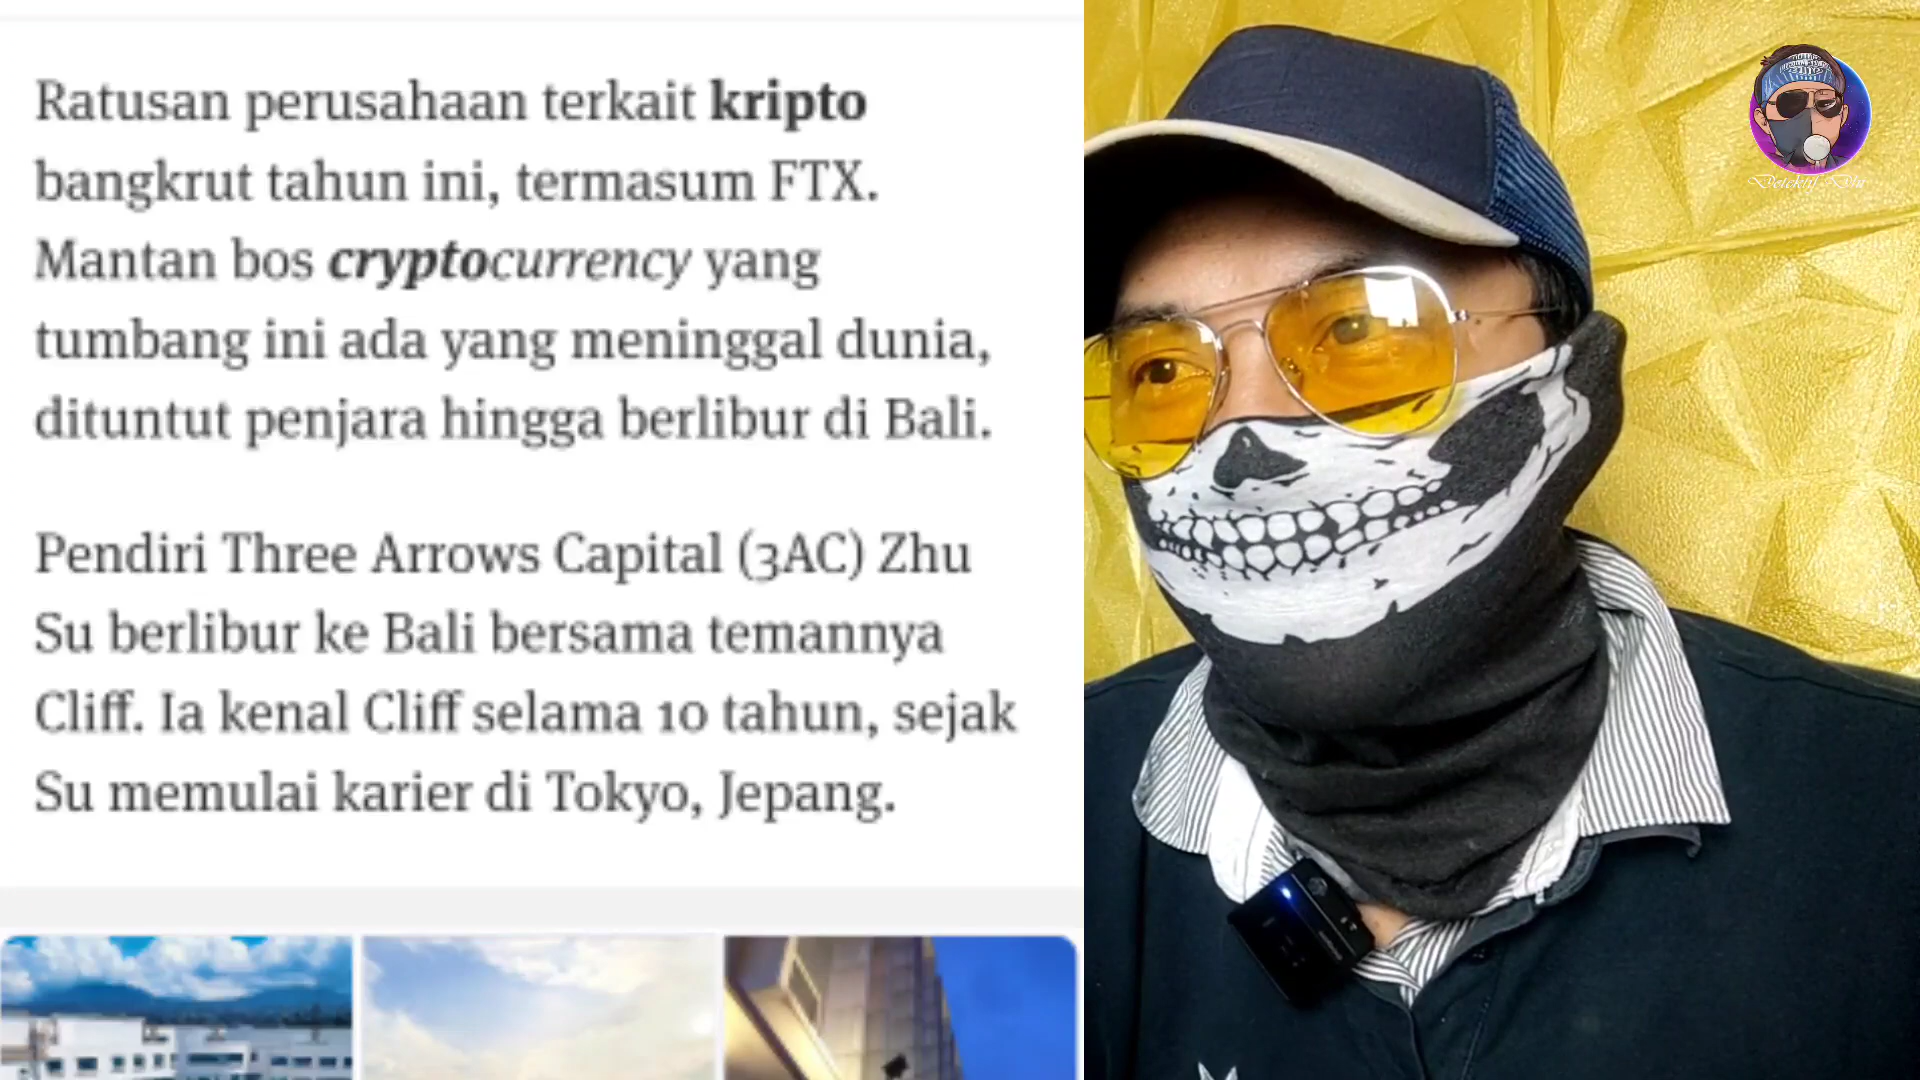 Ratusan perusahaan terkait kripto
bangkrut tahun ini, termasum FTX.
Mantan bos cryptocurrency yang
tumbang ini ada yang meninggal dunia,
dituntut penjara hingga berlibur di Bali.
Pendiri Three Arrows Capital (3AC) Zhu
Su berlibur ke Bali bersama temannya
Cliff. Ia kenal Cliff selama 10 tahun, sejak
Su memulai karier di Tokyo, Jepang.